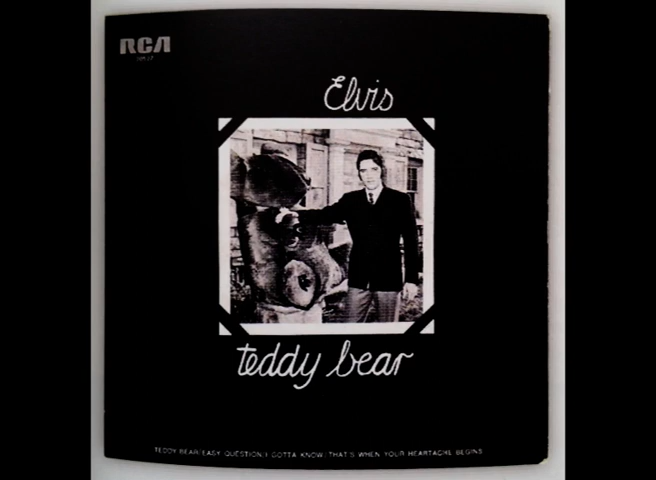 RCA
Elvis
teddy bear
TEDDY BEAR/EASY QUESTION/I GOTTA KNOW/THAT'S WHEN YOUR HEARTACHE BEGINS